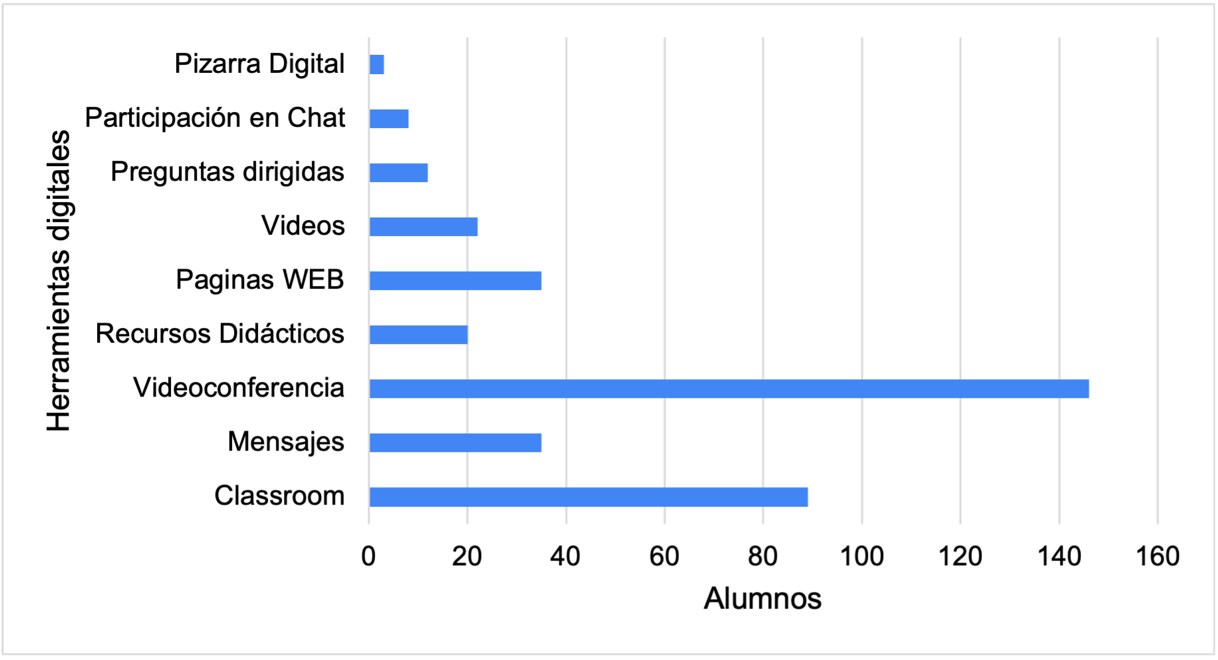 Herramientas digitales
Pizarra Digital
Participación en Chat
Preguntas dirigidas
Videos
Paginas WEB
Recursos Didácticos
Videoconferencia
Mensajes
Classroom
0 20 40 60 80 100 120 140 160
Alumnos